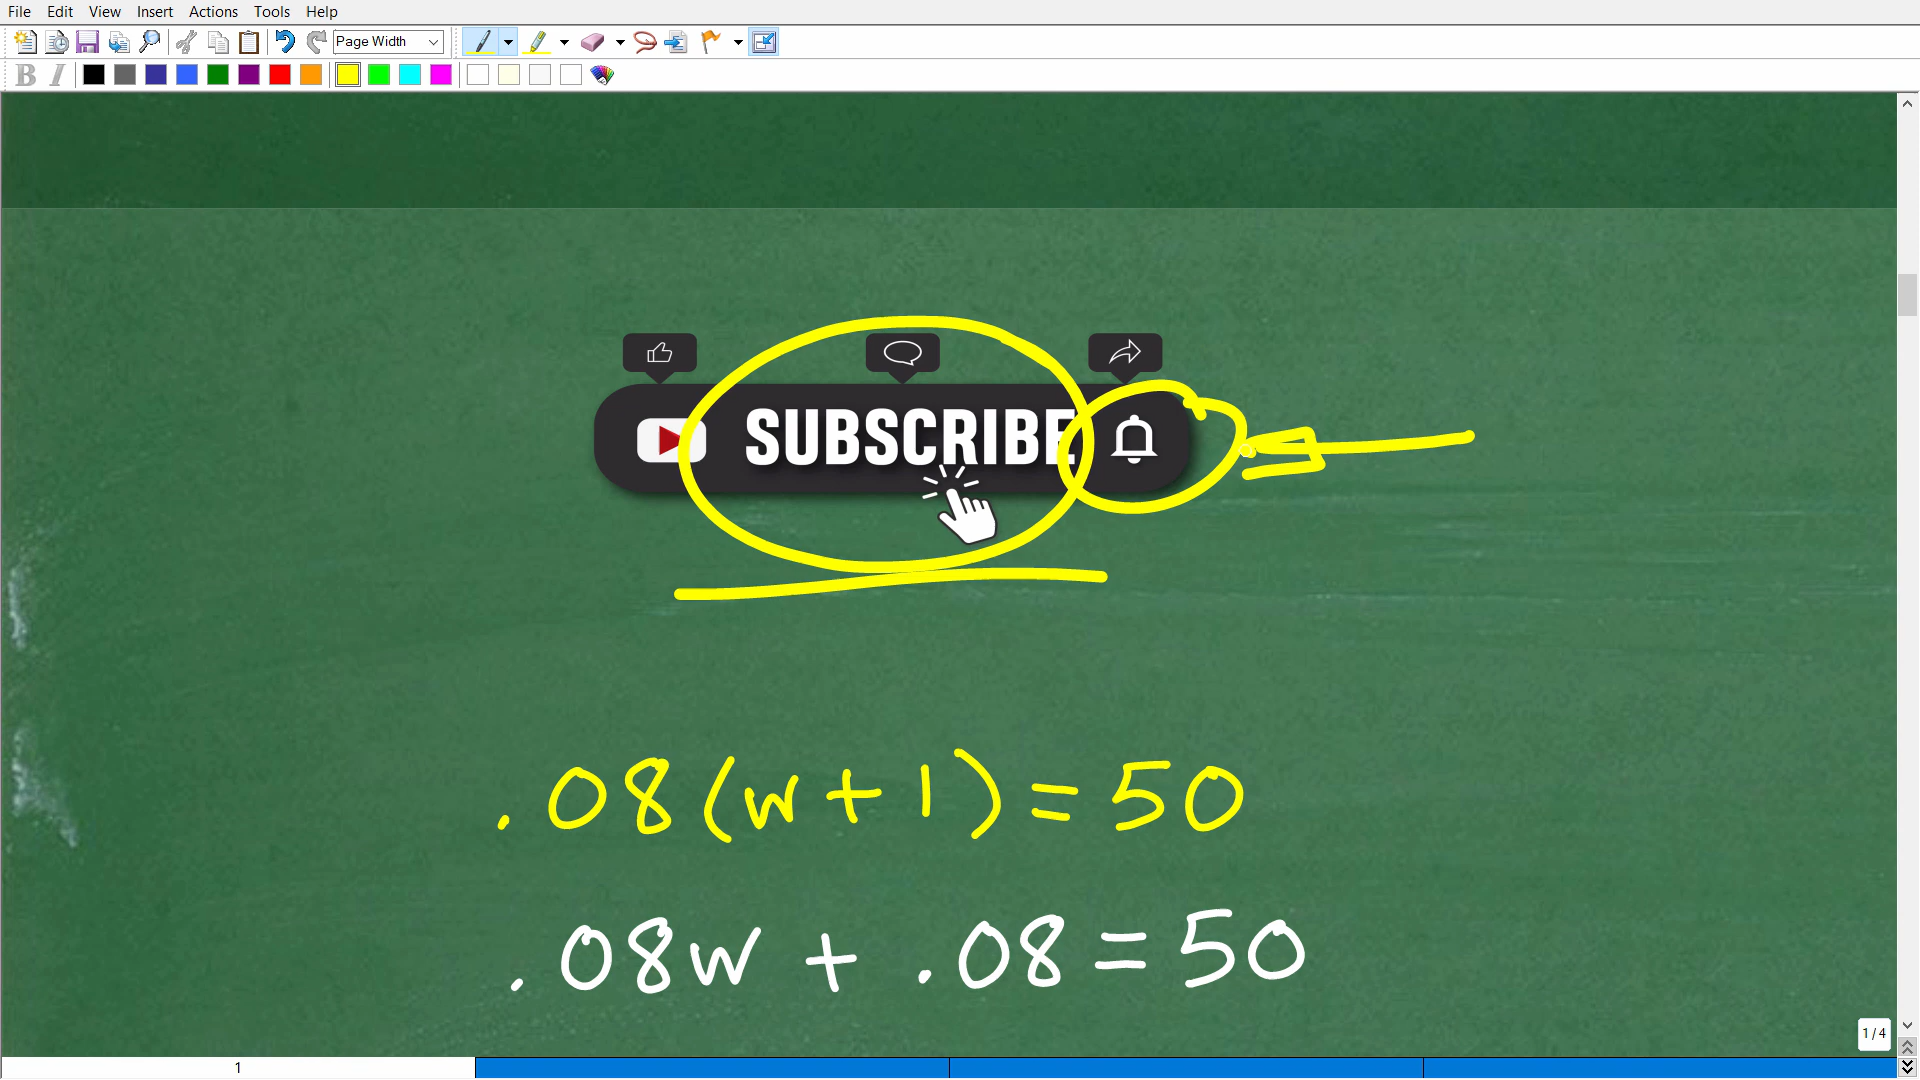 File Edit View Insert Actions Tools Help
Page Width
B I
SUBSCRIBE
.08(w+1)=50
.08w + .08=50
1 / 4
1